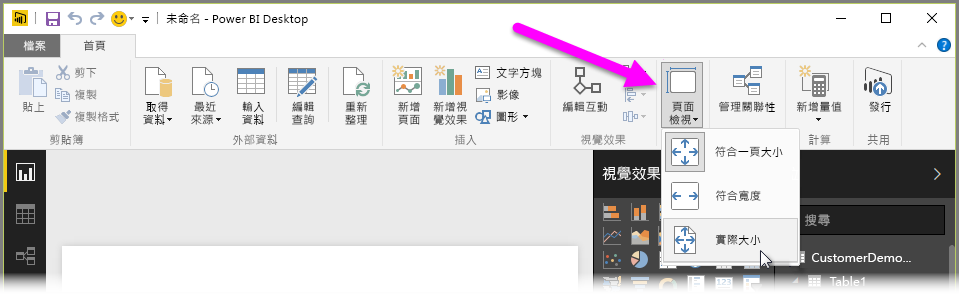 未命名 - Power BI Desktop
檔案
首頁
貼上
剪下
複製
複製格式
剪貼簿
取得
資料
最近
來源
輸入
資料
編輯
查詢
外部資料
重新
整理
新增
頁面
新增視
覺效果
文字方塊
影像
圖形
插入
編輯互動
視覺效果
頁面
檢視
管理關聯性
新增量值
計算
發行
共用
符合一頁大小
符合寬度
實際大小
視覺效果
搜尋
CustomerDemo...
Table1